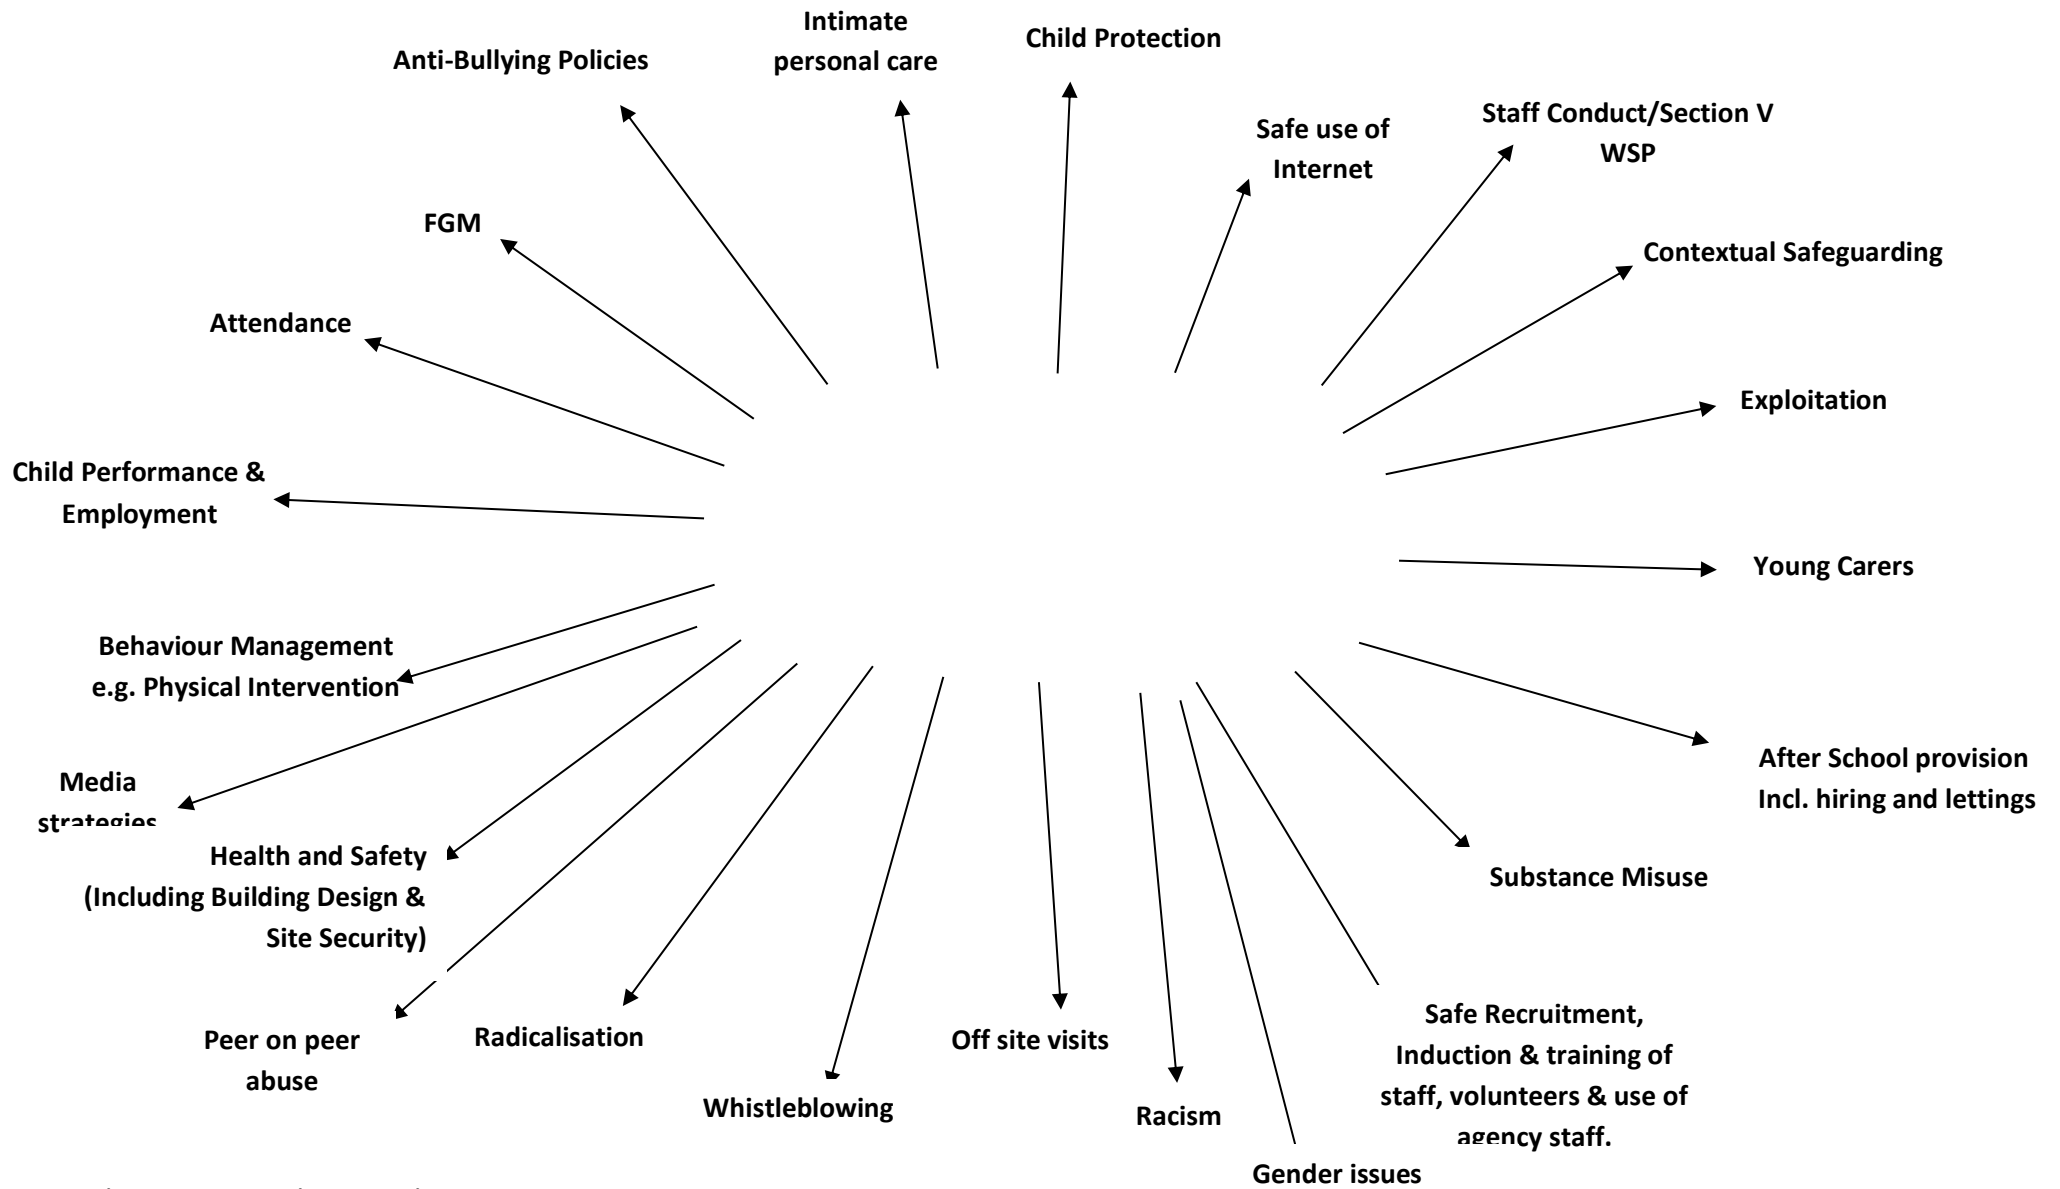 Intimate
personal care
Child Protection
Anti-Bullying Policies
Staff Conduct/Section V
WSP
Safe use of
Internet
FGM
Contextual Safeguarding
Attendance
Exploitation
Child Performance &
Employment
Young Carers
Behaviour Management
e.g. Physical Intervention
Media
strategies
After School provision
Incl. hiring and lettings
Health and Safety
(Including Building Design &
Site Security)
Substance Misuse
Peer on peer
abuse
Radicalisation
Whistleblowing
Off site visits
Racism
Safe Recruitment,
Induction & training of
staff, volunteers & use of
agency staff.
Gender issues